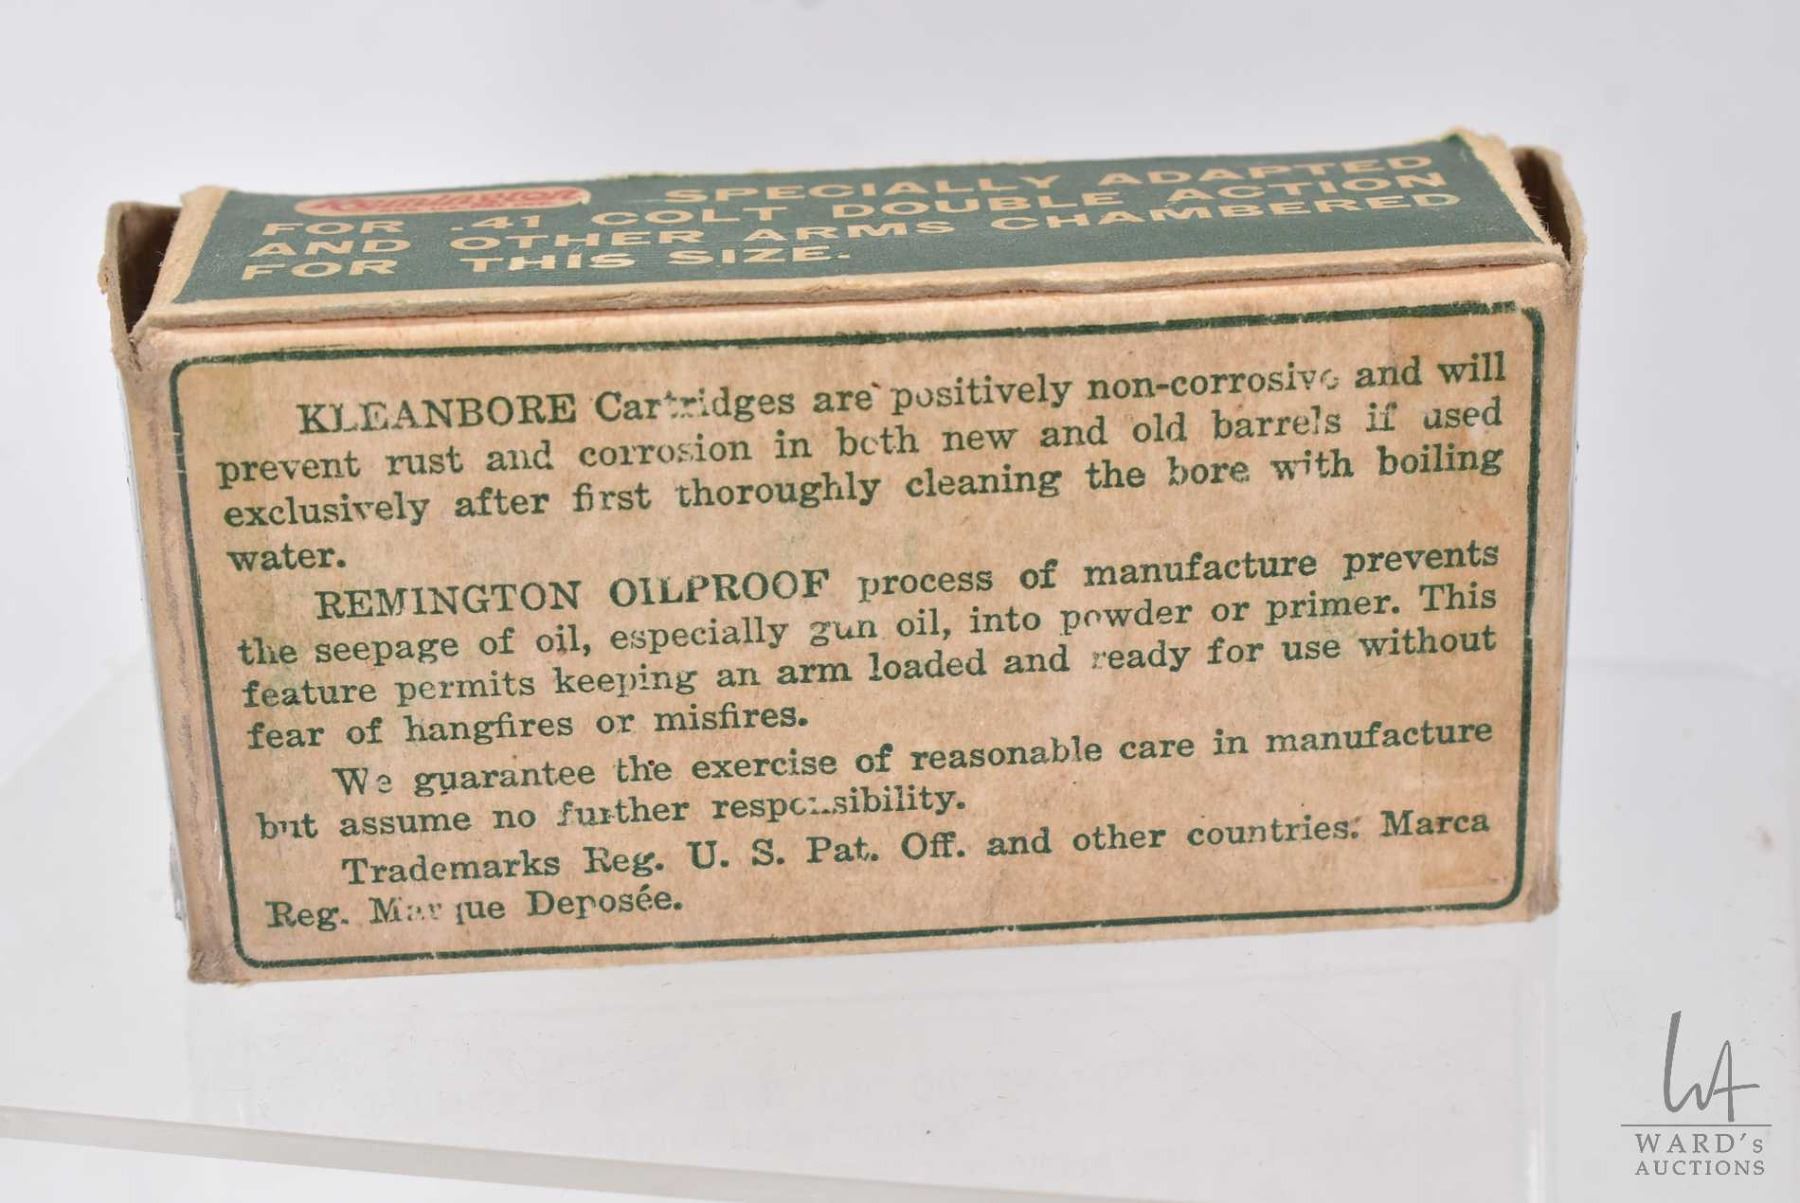 Remington
SPECIALLY ADAPTED
FOR .41 COLT DOUBLE ACTION
AND OTHER ARMS CHAMBERED
FOR THIS SIZE.
KLEANBORE Cartridges are positively non-corrosive and will
prevent rust and corrosion in both new and old barrels if used
exclusively after first thoroughly cleaning the bore with boiling
water.
REMINGTON OILPROOF process of manufacture prevents
the seepage of oil, especially gun oil, into powder or primer. This
feature permits keeping an arm loaded and ready for use without
fear of hangfires or misfires.
We guarantee the exercise of reasonable care in manufacture
but assume no further responsibility.
Trademarks Reg. U. S. Pat. Off. and other countries. Marca
Reg. Marque Deposée.
WARD's
AUCTIONS